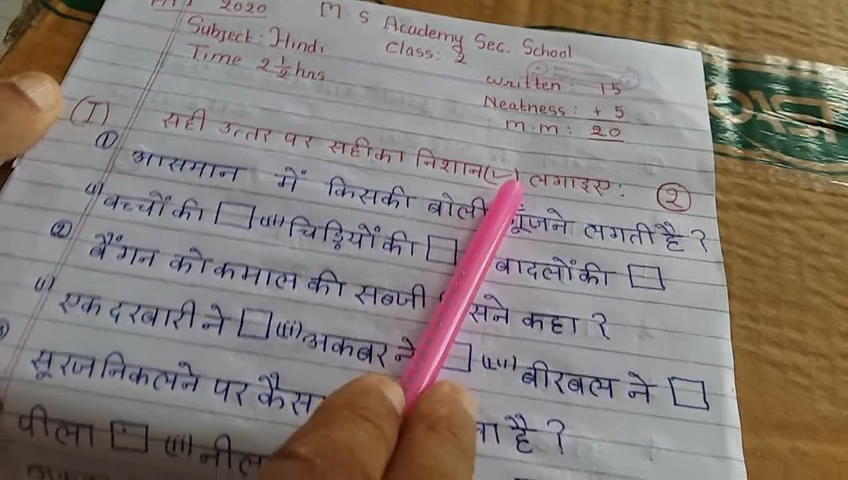 2020
M.S Academy Sec. School
Subject: Hindi
Class: 2
Time 2 1/2 hrs
Written: 15
Neatness: + 5
M.M: 20
(I) सही उत्तर पर सही का निशान (✓) लगाइए: (2)
① आसमान में किसकी बोली गूँजने लगती है ?
(i) बच्चों की □ (ii) चिड़ियों की □ बादलों की □
② बैंगन को कमाल की सब्जी सने कहा ?
(i) एक दरबारी ने □ (ii) अकबर ने □ (iii) बीरबल ने □
सूरज निकलने पर कैस है ?
पीला □ (ii) नील